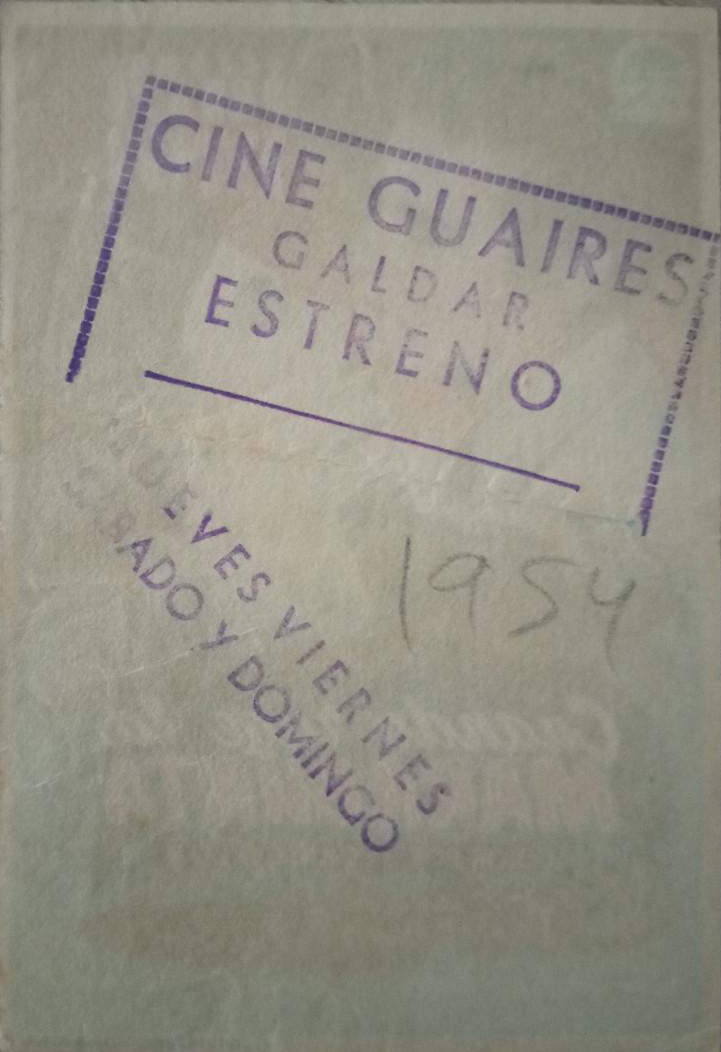 CINE GUAIRES
GALDAR
ESTRENO
JUEVES VIERNES
SABADO Y DOMINGO
1954